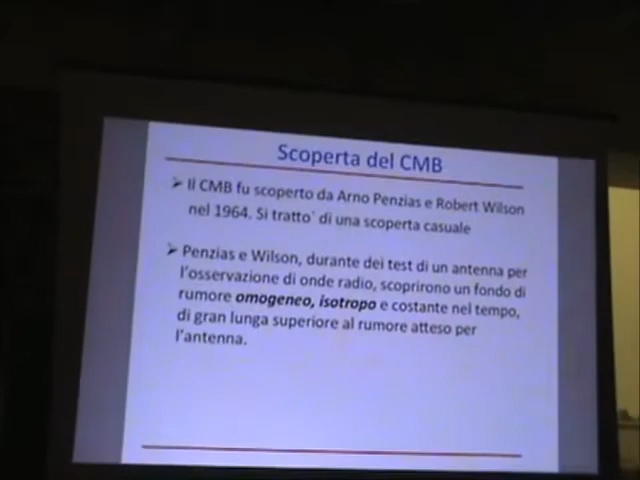 Scoperta del CMB
➢ Il CMB fu scoperto da Arno Penzias e Robert Wilson
nel 1964. Si tratto` di una scoperta casuale
➢ Penzias e Wilson, durante dei test di un antenna per
l'osservazione di onde radio, scoprirono un fondo di
rumore omogeneo, isotropo e costante nel tempo,
di gran lunga superiore al rumore atteso per
l'antenna.